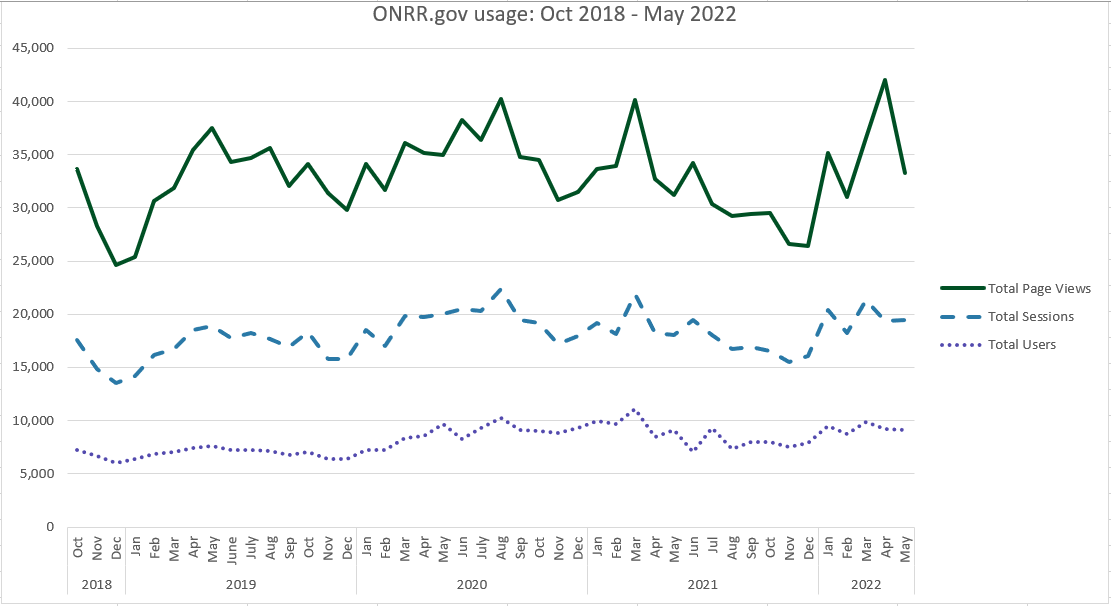 ONRR.gov usage: Oct 2018 - May 2022
45,000
40,000
35,000
30,000
25,000
20,000
15,000
10,000
5,000
0
Total Page Views
Total Sessions
Total Users
Oct Nov Dec Jan Feb Mar Apr May June July Aug Sep Oct Nov Dec Jan Feb Mar Apr May Jun July Aug Sep Oct Nov Dec Jan Feb Mar Apr May Jun Jul Aug Sep Oct Nov Dec Jan Feb Mar Apr May
2018 2019 2020 2021 2022